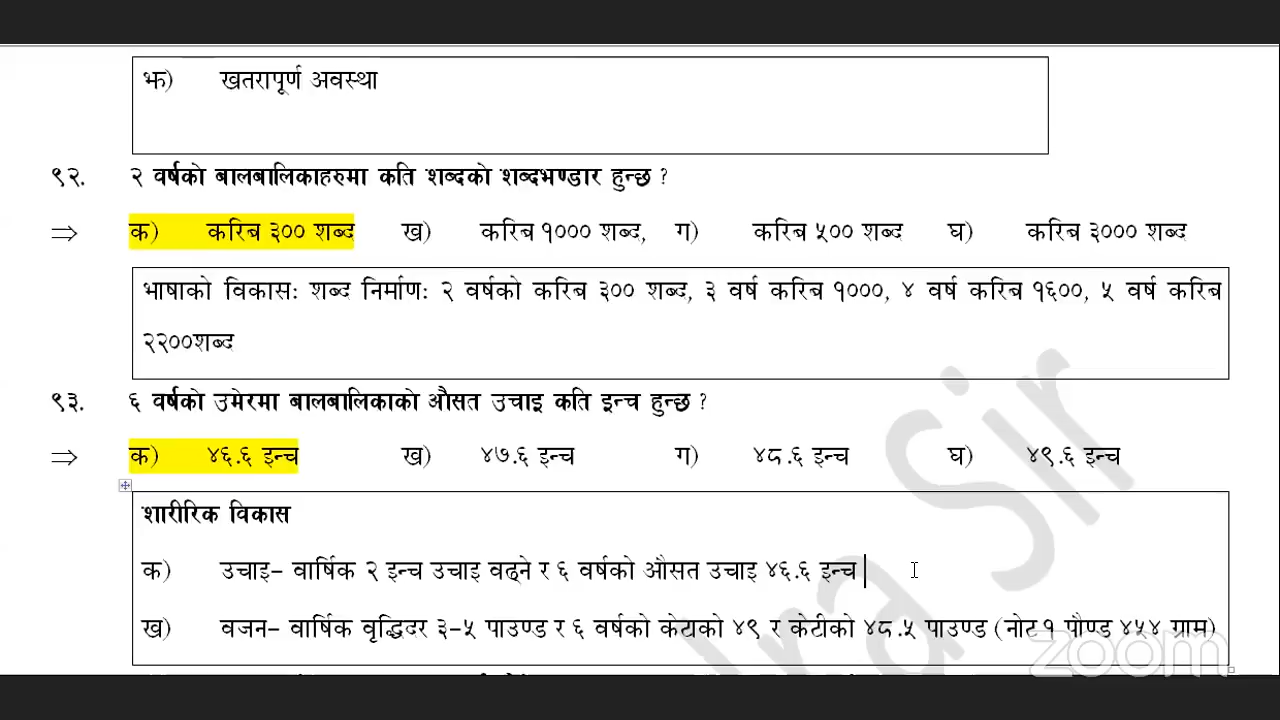 झ) खतरापूर्ण अवस्था
९२. २ वर्षको बालबालिकाहरुमा कति शब्दको शब्दभण्डार हुन्छ ?
⇒ क) करिब ३०० शब्द ख) करिब १००० शब्द, ग) करिब ५०० शब्द घ) करिब ३००० शब्द
भाषाको विकासः शब्द निर्माणः २ वर्षको करिब ३०० शब्द, ३ वर्ष करिब १०००, ४ वर्ष करिब १६००, ५ वर्ष करिब
२२००शब्द
९३. ६ वर्षको उमेरमा बालबालिकाको औसत उचाइ कति इन्च हुन्छ ?
⇒ क) ४६.६ इन्च ख) ४७.६ इन्च ग) ४८.६ इन्च घ) ४९.६ इन्च
शारीरिक विकास
क) उचाइ– वार्षिक २ इन्च उचाइ वढ्ने र ६ वर्षको औसत उचाइ ४६.६ इन्च
ख) वजन– वार्षिक वृद्धिदर ३–५ पाउण्ड र ६ वर्षको केटाको ४९ र केटीको ४८.५ पाउण्ड (नोट १ पौण्ड ४५४ ग्राम)
Sir
zoom